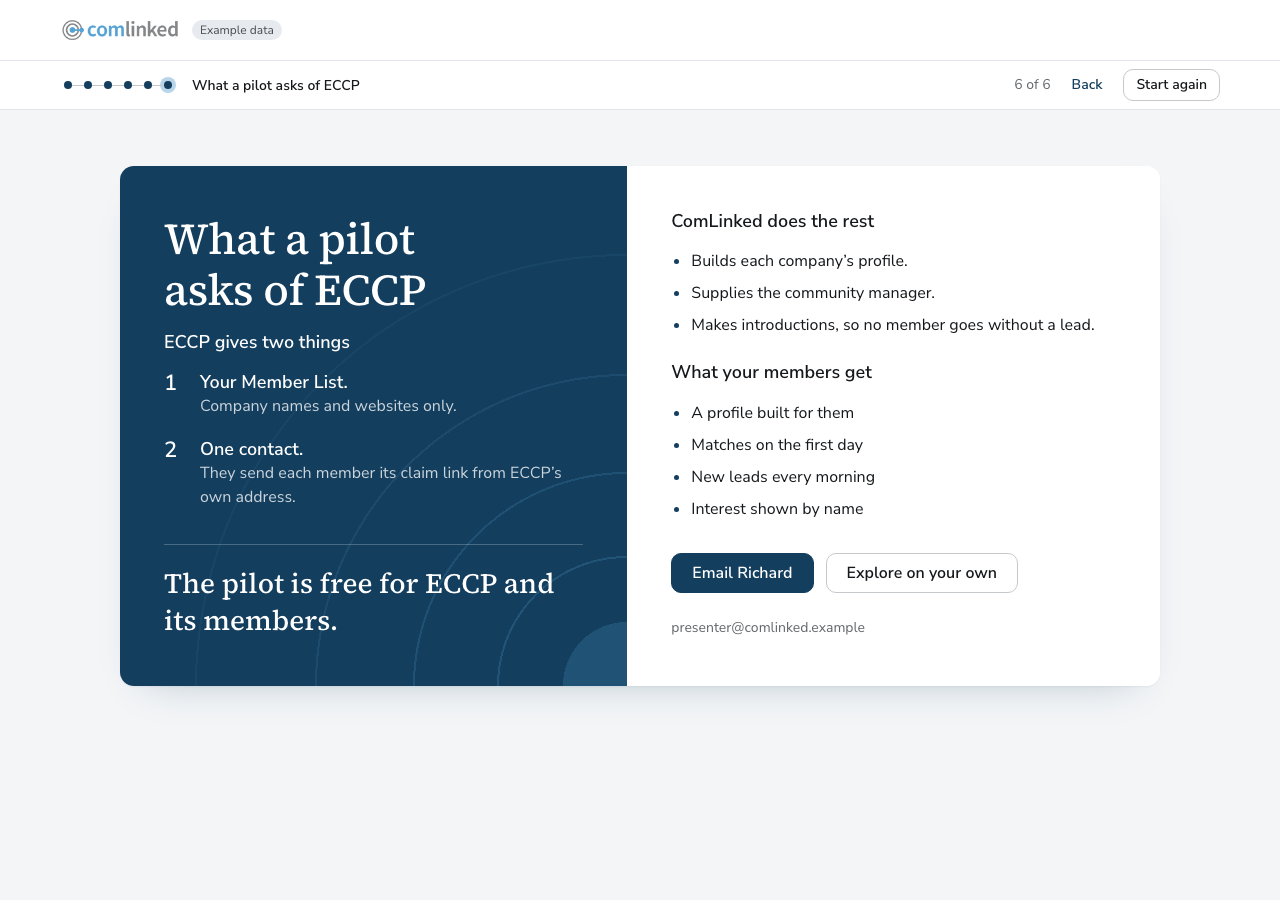 comlinked
Example data
What a pilot asks of ECCP
6 of 6
Back
Start again
What a pilot
asks of ECCP
ECCP gives two things
1
Your Member List.
Company names and websites only.
2
One contact.
They send each member its claim link from ECCP’s
own address.
The pilot is free for ECCP and
its members.
ComLinked does the rest
Builds each company’s profile.
Supplies the community manager.
Makes introductions, so no member goes without a lead.
What your members get
A profile built for them
Matches on the first day
New leads every morning
Interest shown by name
Email Richard
Explore on your own
presenter@comlinked.example